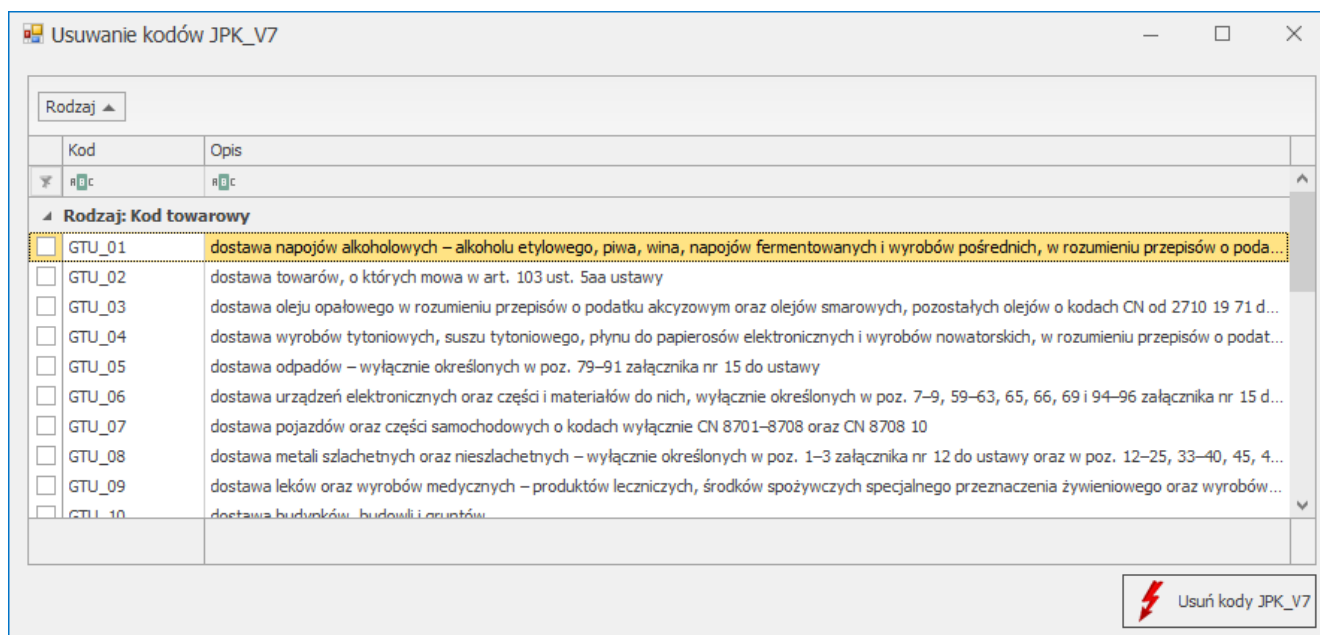 Usuwanie kodów JPK_V7
Rodzaj
Kod Opis
ABC ABC
Rodzaj: Kod towarowy
GTU_01 dostawa napojów alkoholowych – alkoholu etylowego, piwa, wina, napojów fermentowanych i wyrobów pośrednich, w rozumieniu przepisów o poda...
GTU_02 dostawa towarów, o których mowa w art. 103 ust. 5aa ustawy
GTU_03 dostawa oleju opałowego w rozumieniu przepisów o podatku akcyzowym oraz olejów smarowych, pozostałych olejów o kodach CN od 2710 19 71 d...
GTU_04 dostawa wyrobów tytoniowych, suszu tytoniowego, płynu do papierosów elektronicznych i wyrobów nowatorskich, w rozumieniu przepisów o podat...
GTU_05 dostawa odpadów – wyłącznie określonych w poz. 79–91 załącznika nr 15 do ustawy
GTU_06 dostawa urządzeń elektronicznych oraz części i materiałów do nich, wyłącznie określonych w poz. 7–9, 59–63, 65, 66, 69 i 94–96 załącznika nr 15 d...
GTU_07 dostawa pojazdów oraz części samochodowych o kodach wyłącznie CN 8701–8708 oraz CN 8708 10
GTU_08 dostawa metali szlachetnych oraz nieszlachetnych – wyłącznie określonych w poz. 1–3 załącznika nr 12 do ustawy oraz w poz. 12–25, 33–40, 45, 4...
GTU_09 dostawa leków oraz wyrobów medycznych – produktów leczniczych, środków spożywczych specjalnego przeznaczenia żywieniowego oraz wyrobów...
GTU_10 dostawa budynków, budowli i gruntów
Usuń kody JPK_V7